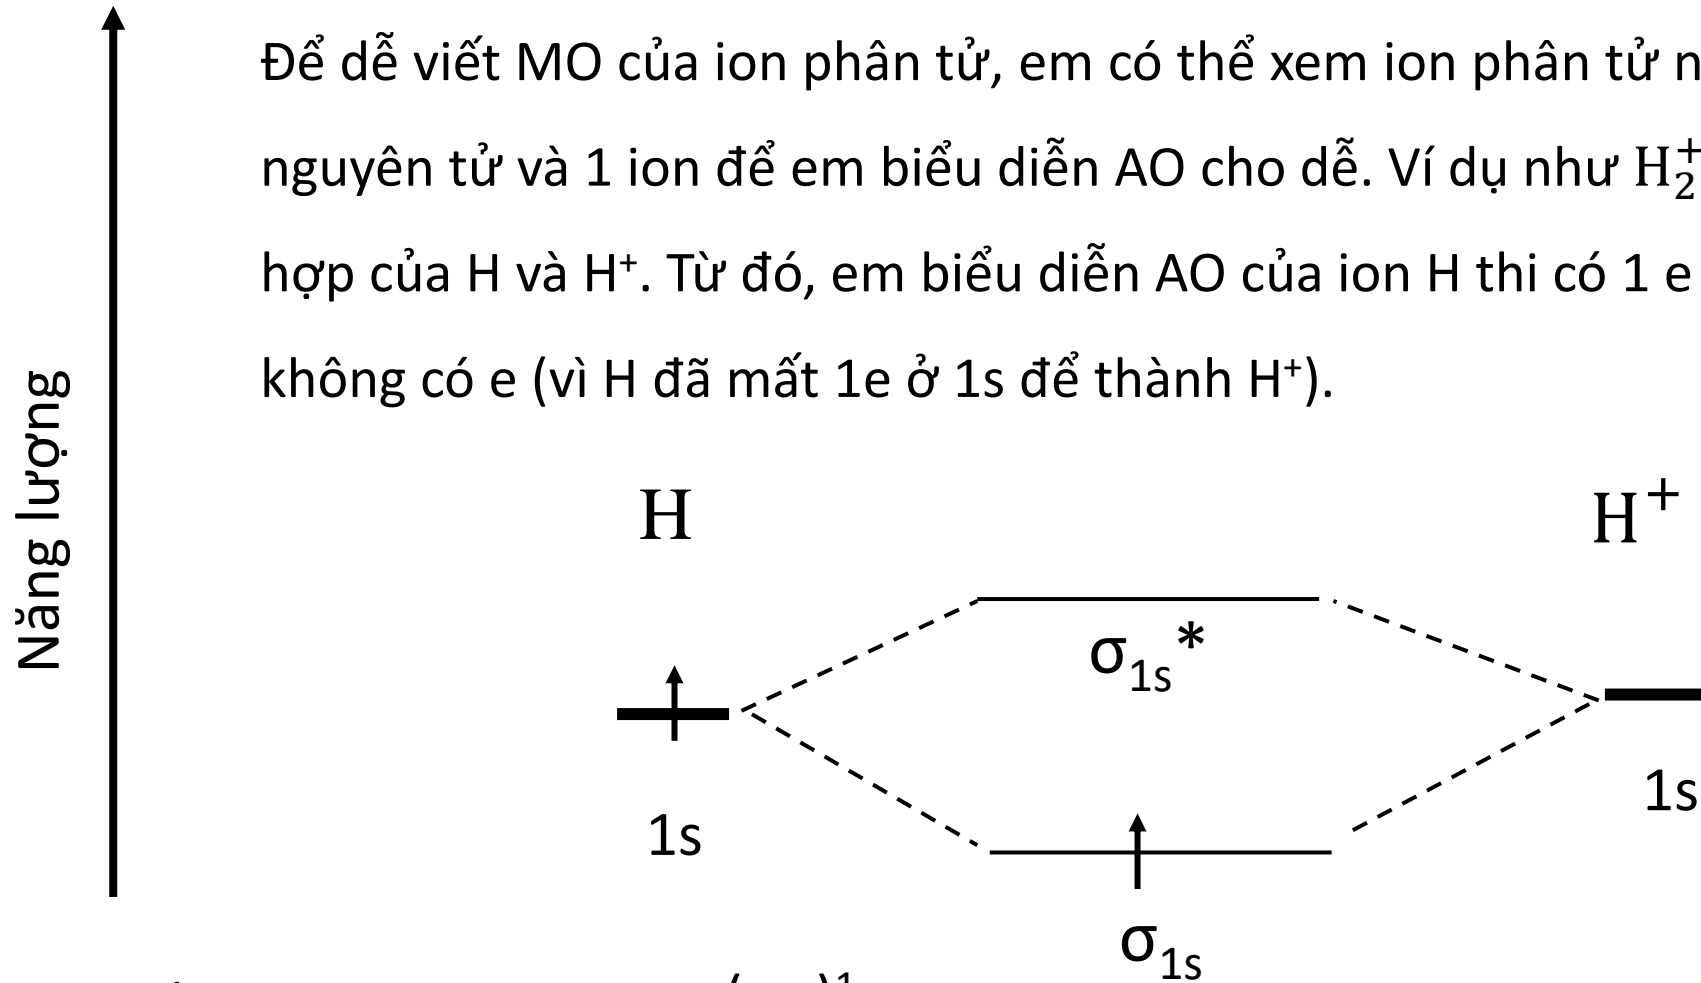 Để dễ viết MO của ion phân tử, em có thể xem ion phân tử n
nguyên tử và 1 ion để em biểu diễn AO cho dễ. Ví dụ như H₂⁺
hợp của H và H⁺. Từ đó, em biểu diễn AO của ion H thi có 1 e
không có e (vì H đã mất 1e ở 1s để thành H⁺).
Năng lượng
H
H⁺
σ₁ₛ*
1s
1s
σ₁ₛ